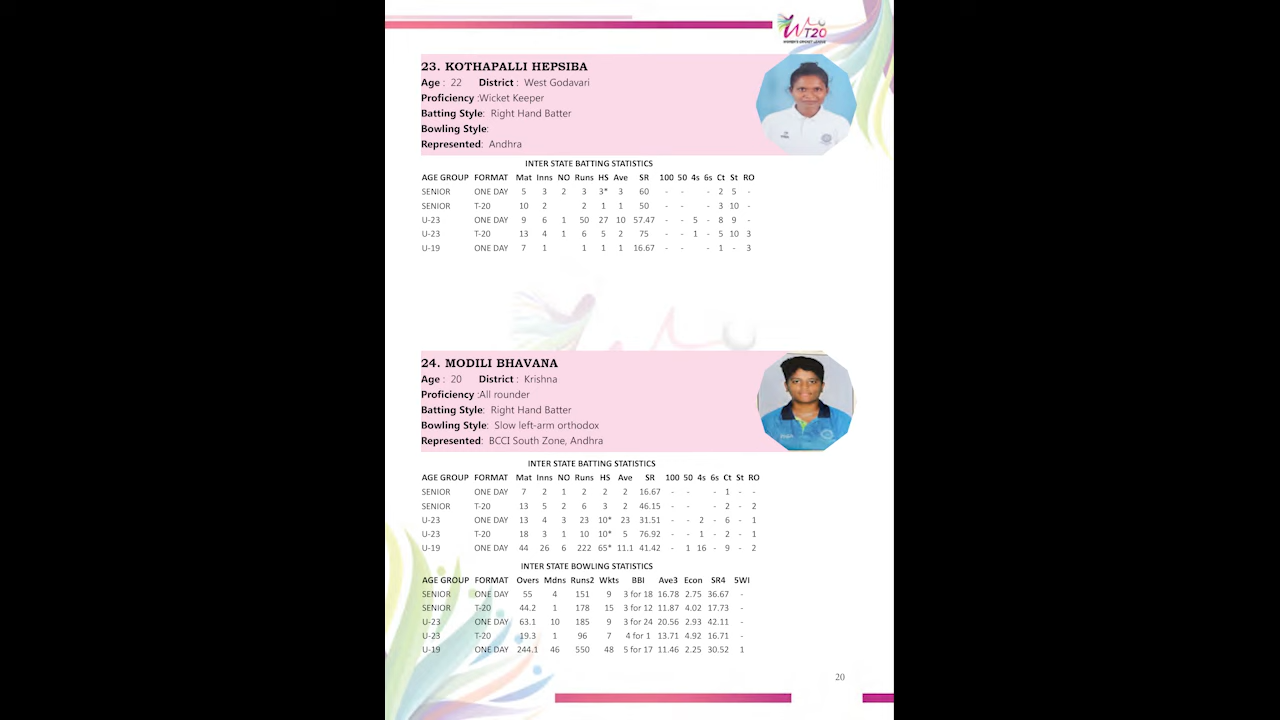 WT20
WOMEN'S CRICKET LEAGUE
23. KOTHAPALLI HEPSIBA
Age : 22 District : West Godavari
Proficiency :Wicket Keeper
Batting Style: Right Hand Batter
Bowling Style:
Represented: Andhra
INTER STATE BATTING STATISTICS
AGE GROUP FORMAT Mat Inns NO Runs HS Ave SR 100 50 4s 6s Ct St RO
SENIOR ONE DAY 5 3 2 3 3* 3 60 - - - 2 5 -
SENIOR T-20 10 2 2 1 1 50 - - - 3 10 -
U-23 ONE DAY 9 6 1 50 27 10 57.47 - - 5 - 8 9 -
U-23 T-20 13 4 1 6 5 2 75 - - 1 - 5 10 3
U-19 ONE DAY 7 1 1 1 1 16.67 - - - 1 - 3
24. MODILI BHAVANA
Age : 20 District : Krishna
Proficiency :All rounder
Batting Style: Right Hand Batter
Bowling Style: Slow left-arm orthodox
Represented: BCCI South Zone, Andhra
INTER STATE BATTING STATISTICS
AGE GROUP FORMAT Mat Inns NO Runs HS Ave SR 100 50 4s 6s Ct St RO
SENIOR ONE DAY 7 2 1 2 2 2 16.67 - - - 1 - -
SENIOR T-20 13 5 2 6 3 2 46.15 - - - 2 - 2
U-23 ONE DAY 13 4 3 23 10* 23 31.51 - - 2 - 6 - 1
U-23 T-20 18 3 1 10 10* 5 76.92 - - 1 - 2 - 1
U-19 ONE DAY 44 26 6 222 65* 11.1 41.42 - 1 16 - 9 - 2
INTER STATE BOWLING STATISTICS
AGE GROUP FORMAT Overs Mdns Runs2 Wkts BBI Ave3 Econ SR4 5WI
SENIOR ONE DAY 55 4 151 9 3 for 18 16.78 2.75 36.67 -
SENIOR T-20 44.2 1 178 15 3 for 12 11.87 4.02 17.73 -
U-23 ONE DAY 63.1 10 185 9 3 for 24 20.56 2.93 42.11 -
U-23 T-20 19.3 1 96 7 4 for 1 13.71 4.92 16.71 -
U-19 ONE DAY 244.1 46 550 48 5 for 17 11.46 2.25 30.52 1
20